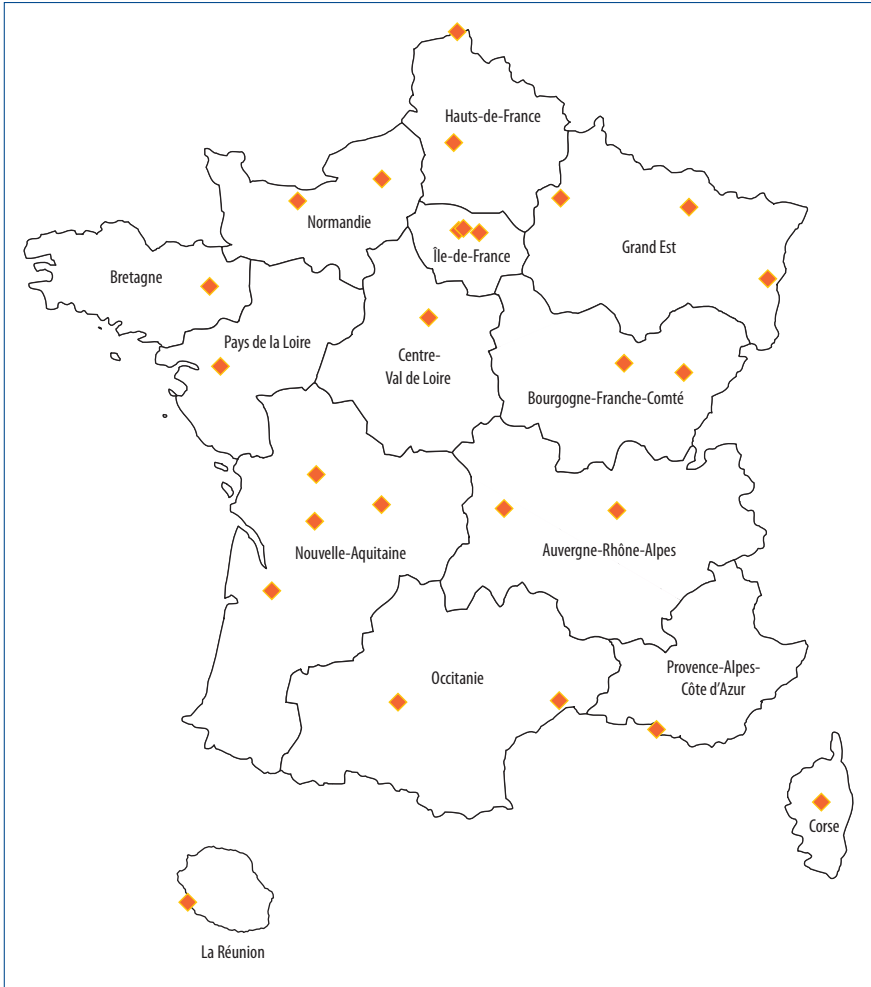 Hauts-de-France
Normandie
Île-de-France
Grand Est
Bretagne
Pays de la Loire
Centre-
Val de Loire
Bourgogne-Franche-Comté
Nouvelle-Aquitaine
Auvergne-Rhône-Alpes
Occitanie
Provence-Alpes-
Côte d'Azur
Corse
La Réunion